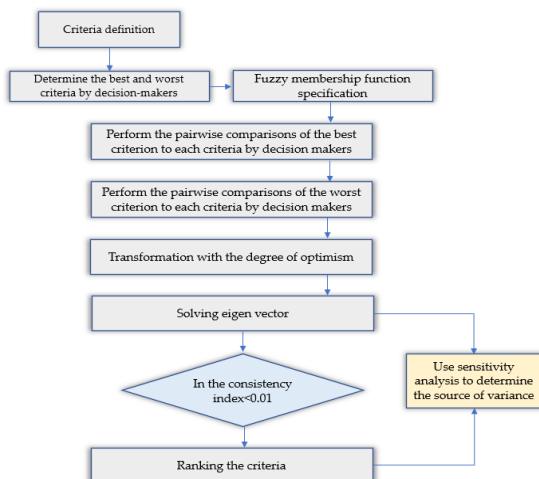 Criteria definition
Determine the best and worst
criteria by decision-makers
Fuzzy membership function
specification
Perform the pairwise comparisons of the best
criterion to each criteria by decision makers
Perform the pairwise comparisons of the worst
criterion to each criteria by decision makers
Transformation with the degree of optimism
Solving eigen vector
In the consistency
index<0.01
Use sensitivity
analysis to determine
the source of variance
Ranking the criteria